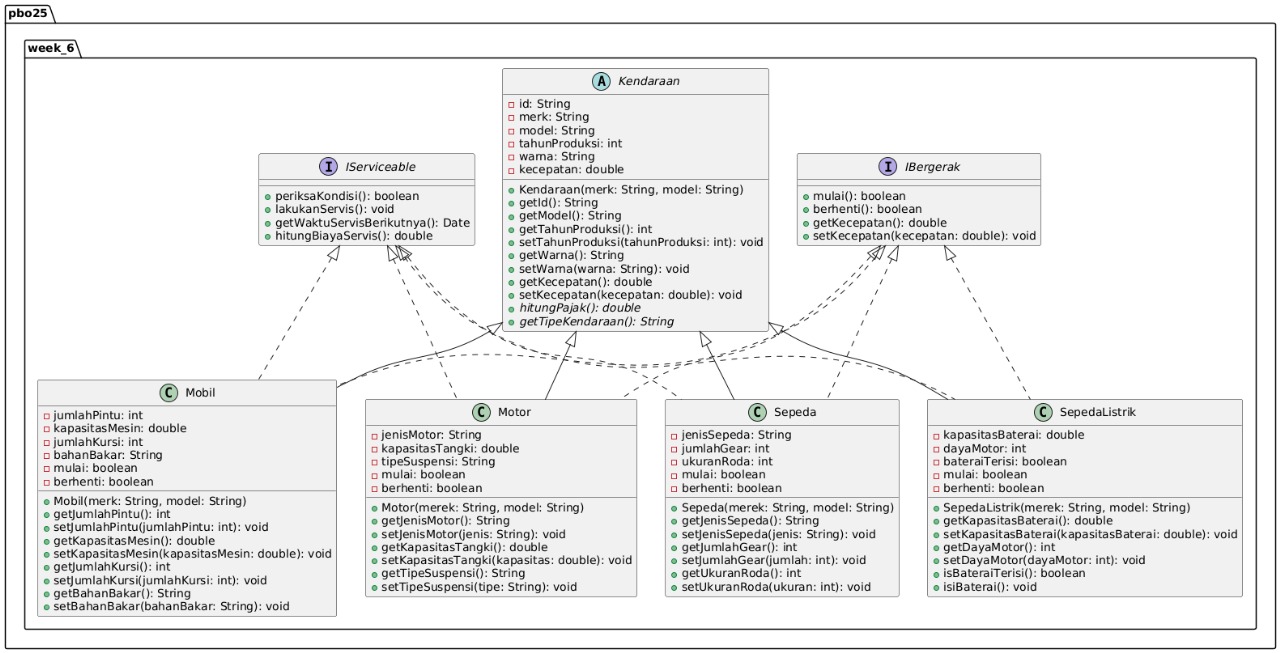 pbo25
week_6
A Kendaraan
id: String
merk: String
model: String
tahunProduksi: int
warna: String
kecepatan: double
Kendaraan(merk: String, model: String)
getId(): String
getModel(): String
getTahunProduksi(): int
setTahunProduksi(tahunProduksi: int): void
getWarna(): String
setWarna(warna: String): void
getKecepatan(): double
setKecepatan(kecepatan: double): void
hitungPajak(): double
getTipeKendaraan(): String
I IServiceable
periksaKondisi(): boolean
lakukanServis(): void
getWaktuServisBerikutnya(): Date
hitungBiayaServis(): double
I IBergerak
mulai(): boolean
berhenti(): boolean
getKecepatan(): double
setKecepatan(kecepatan: double): void
C Mobil
jumlahPintu: int
kapasitasMesin: double
jumlahKursi: int
bahanBakar: String
mulai: boolean
berhenti: boolean
Mobil(merk: String, model: String)
getJumlahPintu(): int
setJumlahPintu(jumlahPintu: int): void
getKapasitasMesin(): double
setKapasitasMesin(kapasitasMesin: double): void
getJumlahKursi(): int
setJumlahKursi(jumlahKursi: int): void
getBahanBakar(): String
setBahanBakar(bahanBakar: String): void
C Motor
jenisMotor: String
kapasitasTangki: double
tipeSuspensi: String
mulai: boolean
berhenti: boolean
Motor(merek: String, model: String)
getJenisMotor(): String
setJenisMotor(jenis: String): void
getKapasitasTangki(): double
setKapasitasTangki(kapasitas: double): void
getTipeSuspensi(): String
setTipeSuspensi(tipe: String): void
C Sepeda
jenisSepeda: String
jumlahGear: int
ukuranRoda: int
mulai: boolean
berhenti: boolean
Sepeda(merek: String, model: String)
getJenisSepeda(): String
setJenisSepeda(jenis: String): void
getJumlahGear(): int
setJumlahGear(jumlah: int): void
getUkuranRoda(): int
setUkuranRoda(ukuran: int): void
C SepedaListrik
kapasitasBaterai: double
dayaMotor: int
bateraiTerisi: boolean
mulai: boolean
berhenti: boolean
SepedaListrik(merek: String, model: String)
getKapasitasBaterai(): double
setKapasitasBaterai(kapasitasBaterai: double): void
getDayaMotor(): int
setDayaMotor(dayaMotor: int): void
isBateraiTerisi(): boolean
isiBaterai(): void